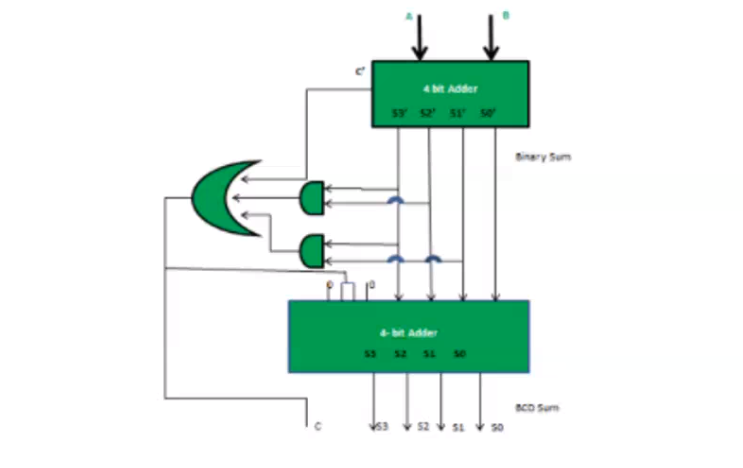 A B
C'
4 bit Adder
S3' S2' S1' S0'
Binary Sum
0 0
4- bit Adder
S3 S2 S1 S0
BCD Sum
C S3 S2 S1 S0